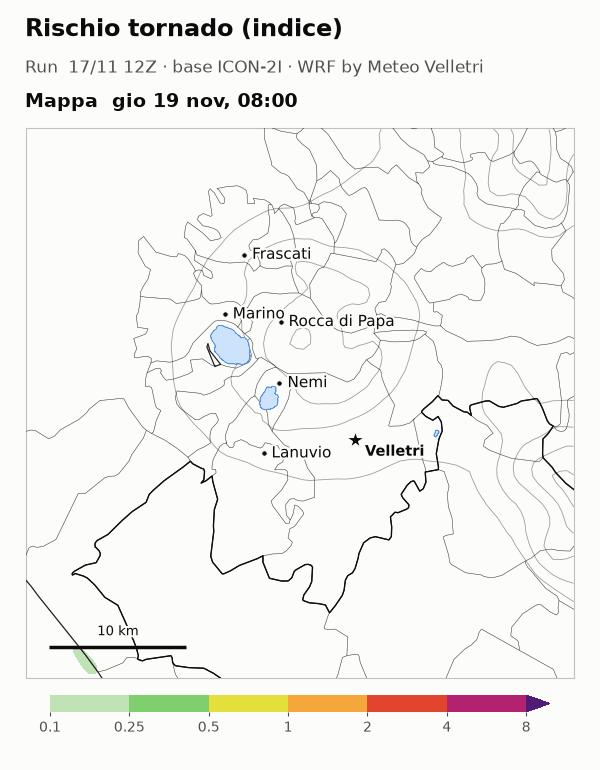 Rischio tornado (indice)
Run  17/11 12Z · base ICON-2I · WRF by Meteo Velletri
Mappa  gio 19 nov, 08:00
Frascati
Marino
Rocca di Papa
Nemi
Velletri
Lanuvio
10 km
0.1 0.25 0.5 1 2 4 8